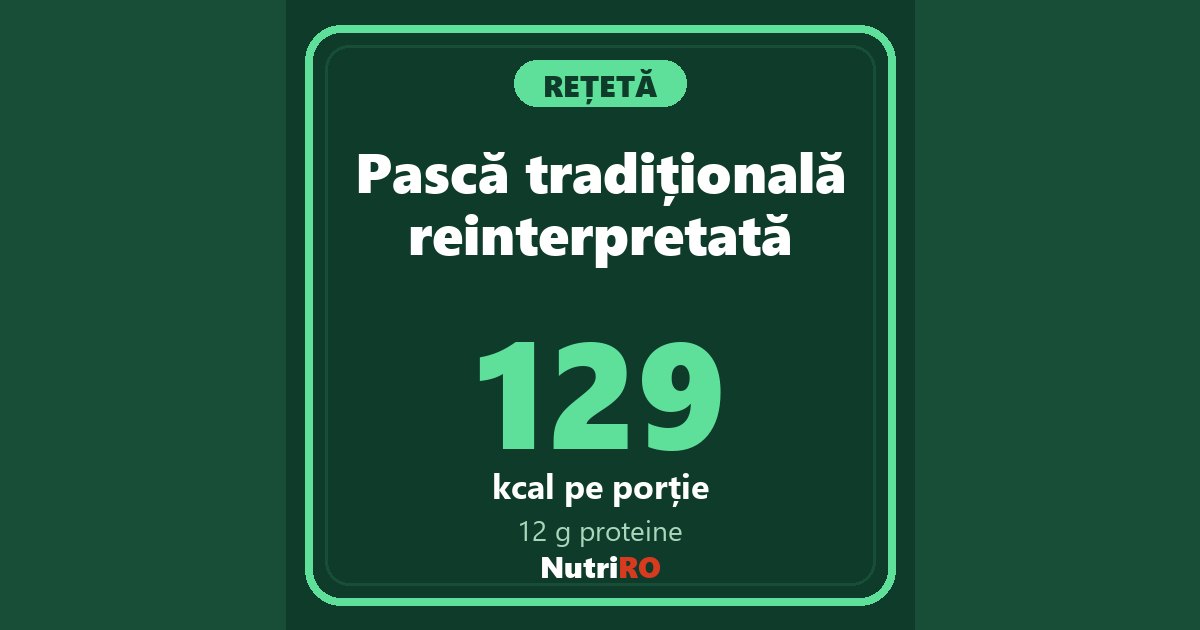 REȚETĂ
Pască tradițională
reinterpretată
129
kcal pe porție
12 g proteine
NutriRO